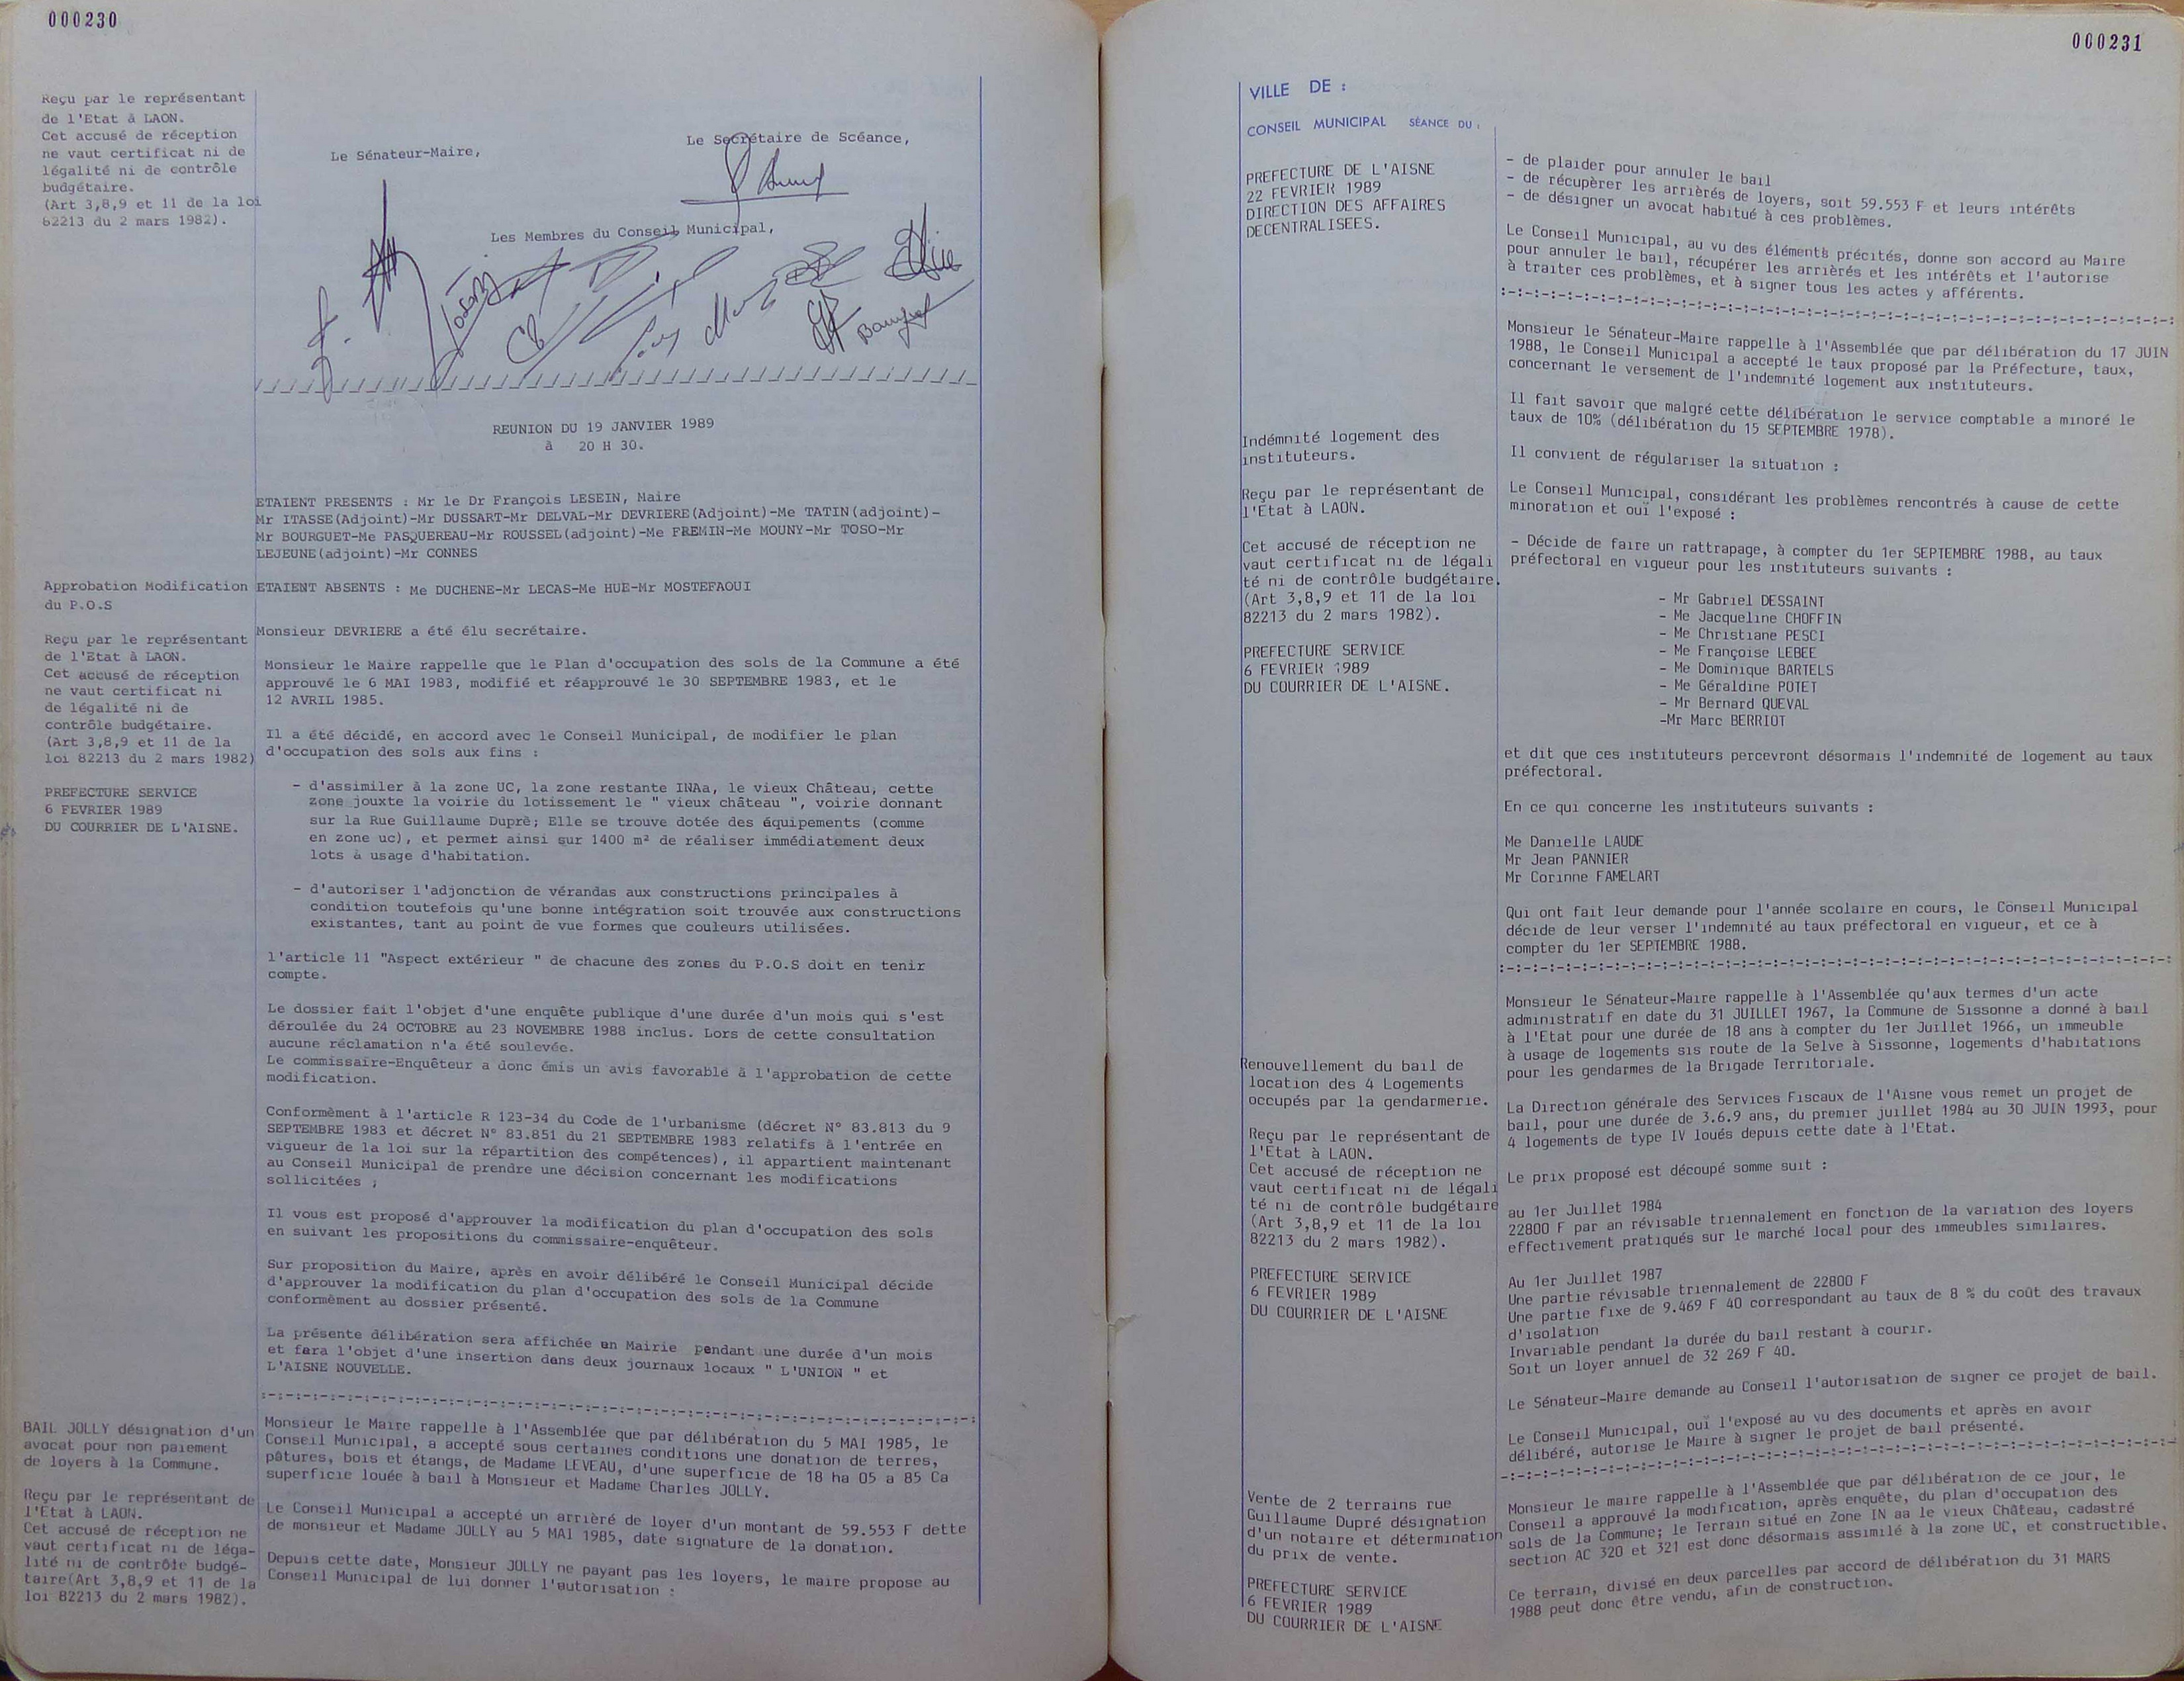 000230
Reçu par le représentant
de l'Etat à LAON.
Cet accusé de réception
ne vaut certificat ni de
légalité ni de contrôle
budgétaire.
(Art 3,8,9 et 11 de la loi
82213 du 2 mars 1982).
Le Sénateur-Maire,
Le Secrétaire de Scéance,
Les Membres du Conseil Municipal,
REUNION DU 19 JANVIER 1989
à 20 H 30.
ETAIENT PRESENTS : Mr le Dr François LESEIN, Maire
Mr ITASSE(Adjoint)-Mr DUSSART-Mr DELVAL-Mr DEVRIERE(Adjoint)-Me TATIN(adjoint)-
Mr BOURGUET-Me PASQUEREAU-Mr ROUSSEL(adjoint)-Me FREMIN-Me MOUNY-Mr TOSO-Mr
LEJEUNE(adjoint)-Mr CONNES
Approbation Modification
du P.O.S
ETAIENT ABSENTS : Me DUCHENE-Mr LECAS-Me HUE-Mr MOSTEFAOUI
Reçu par le représentant
de l'Etat à LAON.
Cet accusé de réception
ne vaut certificat ni
de légalité ni de
contrôle budgétaire.
(Art 3,8,9 et 11 de la
loi 82213 du 2 mars 1982)
PREFECTURE SERVICE
6 FEVRIER 1989
DU COURRIER DE L'AISNE.
Monsieur DEVRIERE a été élu secrétaire.
Monsieur le Maire rappelle que le Plan d'occupation des sols de la Commune a été
approuvé le 6 MAI 1983, modifié et réapprouvé le 30 SEPTEMBRE 1983, et le
12 AVRIL 1985.
Il a été décidé, en accord avec le Conseil Municipal, de modifier le plan
d'occupation des sols aux fins :
- d'assimiler à la zone UC, la zone restante INAa, le vieux Château, cette
zone jouxte la voirie du lotissement le " vieux château ", voirie donnant
sur la Rue Guillaume Duprè; Elle se trouve dotée des équipements (comme
en zone uc), et permet ainsi sur 1400 m² de réaliser immédiatement deux
lots à usage d'habitation.
- d'autoriser l'adjonction de vérandas aux constructions principales à
condition toutefois qu'une bonne intégration soit trouvée aux constructions
existantes, tant au point de vue formes que couleurs utilisées.
l'article 11 "Aspect extérieur " de chacune des zones du P.O.S doit en tenir
compte.
Le dossier fait l'objet d'une enquête publique d'une durée d'un mois qui s'est
déroulée du 24 OCTOBRE au 23 NOVEMBRE 1988 inclus. Lors de cette consultation
aucune réclamation n'a été soulevée.
Le commissaire-Enquêteur a donc émis un avis favorable à l'approbation de cette
modification.
Conformèment à l'article R 123-34 du Code de l'urbanisme (décret N° 83.813 du 9
SEPTEMBRE 1983 et décret N° 83.851 du 21 SEPTEMBRE 1983 relatifs à l'entrée en
vigueur de la loi sur la répartition des compétences), il appartient maintenant
au Conseil Municipal de prendre une décision concernant les modifications
sollicitées ;
Il vous est proposé d'approuver la modification du plan d'occupation des sols
en suivant les propositions du commissaire-enquêteur.
Sur proposition du Maire, après en avoir délibéré le Conseil Municipal décide
d'approuver la modification du plan d'occupation des sols de la Commune
conformèment au dossier présenté.
La présente délibération sera affichée en Mairie pendant une durée d'un mois
et fera l'objet d'une insertion dans deux journaux locaux " L'UNION " et
L'AISNE NOUVELLE.
BAIL JOLLY désignation d'un
avocat pour non paiement
de loyers à la Commune.
Reçu par le représentant de
l'Etat à LAON.
Cet accusé de réception ne
vaut certificat ni de léga-
lité ni de contrôle budgé-
taire(Art 3,8,9 et 11 de la
loi 82213 du 2 mars 1982).
Monsieur le Maire rappelle à l'Assemblée que par délibération du 5 MAI 1985, le
Conseil Municipal, a accepté sous certaines conditions une donation de terres,
pâtures, bois et étangs, de Madame LEVEAU, d'une superficie de 18 ha 05 a 85 Ca
superficie louée à bail à Monsieur et Madame Charles JOLLY.
Le Conseil Municipal a accepté un arrièré de loyer d'un montant de 59.553 F dette
de monsieur et Madame JOLLY au 5 MAI 1985, date signature de la donation.
Depuis cette date, Monsieur JOLLY ne payant pas les loyers, le maire propose au
Conseil Municipal de lui donner l'autorisation :
000231
VILLE DE :
CONSEIL MUNICIPAL SÉANCE DU :
PREFECTURE DE L'AISNE
22 FEVRIER 1989
DIRECTION DES AFFAIRES
DECENTRALISEES.
- de plaider pour annuler le bail
- de récupèrer les arrièrés de loyers, soit 59.553 F et leurs intérêts
- de désigner un avocat habitué à ces problèmes.
Le Conseil Municipal, au vu des éléments précités, donne son accord au Maire
pour annuler le bail, récupérer les arrièrés et les intérêts et l'autorise
à traiter ces problèmes, et à signer tous les actes y afférents.
Monsieur le Sénateur-Maire rappelle à l'Assemblée que par délibération du 17 JUIN
1988, le Conseil Municipal a accepté le taux proposé par la Préfecture, taux,
concernant le versement de l'indemnité logement aux instituteurs.
Il fait savoir que malgré cette délibération le service comptable a minoré le
taux de 10% (délibération du 15 SEPTEMBRE 1978).
Il convient de régulariser la situation :
Indémnité logement des
instituteurs.
Reçu par le représentant de
l'Etat à LAON.
Cet accusé de réception ne
vaut certificat ni de légali
té ni de contrôle budgétaire.
(Art 3,8,9 et 11 de la loi
82213 du 2 mars 1982).
PREFECTURE SERVICE
6 FEVRIER 1989
DU COURRIER DE L'AISNE.
Le Conseil Municipal, considérant les problèmes rencontrés à cause de cette
minoration et ouï l'exposé :
- Décide de faire un rattrapage, à compter du 1er SEPTEMBRE 1988, au taux
préfectoral en vigueur pour les instituteurs suivants :
- Mr Gabriel DESSAINT
- Me Jacqueline CHOFFIN
- Me Christiane PESCI
- Me Françoise LEBEE
- Me Dominique BARTELS
- Me Géraldine POTET
- Mr Bernard QUEVAL
-Mr Marc BERRIOT
et dit que ces instituteurs percevront désormais l'indemnité de logement au taux
préfectoral.
En ce qui concerne les instituteurs suivants :
Me Danielle LAUDE
Mr Jean PANNIER
Mr Corinne FAMELART
Qui ont fait leur demande pour l'année scolaire en cours, le Conseil Municipal
décide de leur verser l'indemnité au taux préfectoral en vigueur, et ce à
compter du 1er SEPTEMBRE 1988.
Renouvellement du bail de
location des 4 Logements
occupés par la gendarmerie.
Reçu par le représentant de
l'Etat à LAON.
Cet accusé de réception ne
vaut certificat ni de légali
té ni de contrôle budgétaire
(Art 3,8,9 et 11 de la loi
82213 du 2 mars 1982).
PREFECTURE SERVICE
6 FEVRIER 1989
DU COURRIER DE L'AISNE
Monsieur le Sénateur-Maire rappelle à l'Assemblée qu'aux termes d'un acte
administratif en date du 31 JUILLET 1967, la Commune de Sissonne a donné à bail
à l'Etat pour une durée de 18 ans à compter du 1er Juillet 1966, un immeuble
à usage de logements sis route de la Selve à Sissonne, logements d'habitations
pour les gendarmes de la Brigade Territoriale.
La Direction générale des Services Fiscaux de l'Aisne vous remet un projet de
bail, pour une durée de 3.6.9 ans, du premier juillet 1984 au 30 JUIN 1993, pour
4 logements de type IV loués depuis cette date à l'Etat.
Le prix proposé est découpé somme suit :
au 1er Juillet 1984
22800 F par an révisable triennalement en fonction de la variation des loyers
effectivement pratiqués sur le marché local pour des immeubles similaires.
Au 1er Juillet 1987
Une partie révisable triennalement de 22800 F
Une partie fixe de 9.469 F 40 correspondant au taux de 8 % du coût des travaux
d'isolation
Invariable pendant la durée du bail restant à courir.
Soit un loyer annuel de 32 269 F 40.
Le Sénateur-Maire demande au Conseil l'autorisation de signer ce projet de bail.
Le Conseil Municipal, ouï l'exposé au vu des documents et après en avoir
délibéré, autorise le Maire à signer le projet de bail présenté.
Vente de 2 terrains rue
Guillaume Dupré désignation
d'un notaire et détermination
du prix de vente.
PREFECTURE SERVICE
6 FEVRIER 1989
DU COURRIER DE L'AISNE
Monsieur le maire rappelle à l'Assemblée que par délibération de ce jour, le
Conseil a approuvé la modification, après enquête, du plan d'occupation des
sols de la Commune; le Terrain situé en Zone IN aa le vieux Château, cadastré
section AC 320 et 321 est donc désormais assimilé à la zone UC, et constructible.
Ce terrain, divisé en deux parcelles par accord de délibération du 31 MARS
1988 peut donc être vendu, afin de construction.